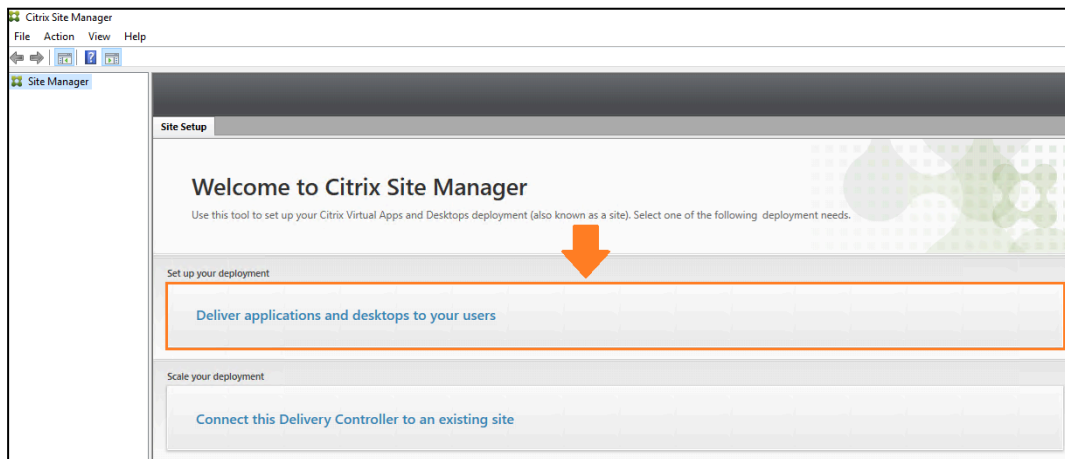 Citrix Site Manager
File Action View Help
Site Manager
Site Setup
Welcome to Citrix Site Manager
Use this tool to set up your Citrix Virtual Apps and Desktops deployment (also known as a site). Select one of the following deployment needs.
Set up your deployment
Deliver applications and desktops to your users
Scale your deployment
Connect this Delivery Controller to an existing site